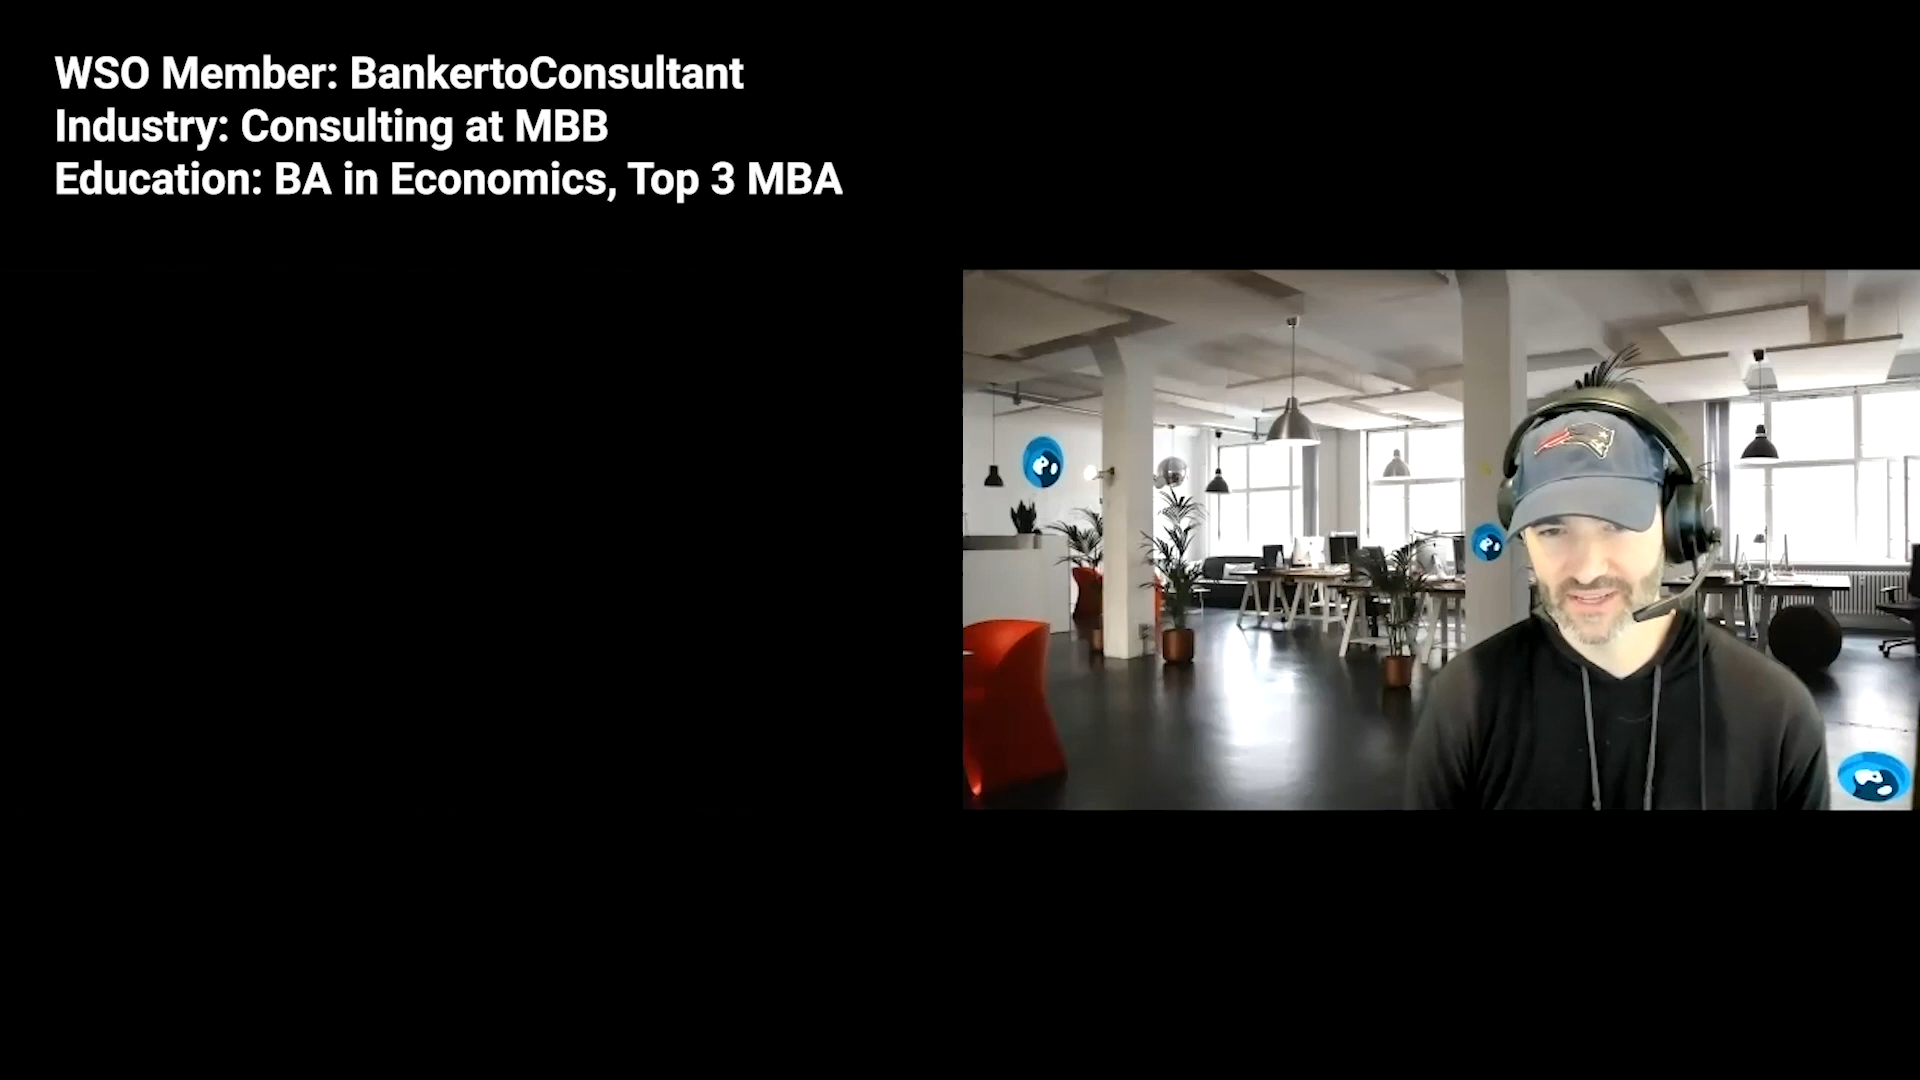 WSO Member: BankertoConsultant
Industry: Consulting at MBB
Education: BA in Economics, Top 3 MBA